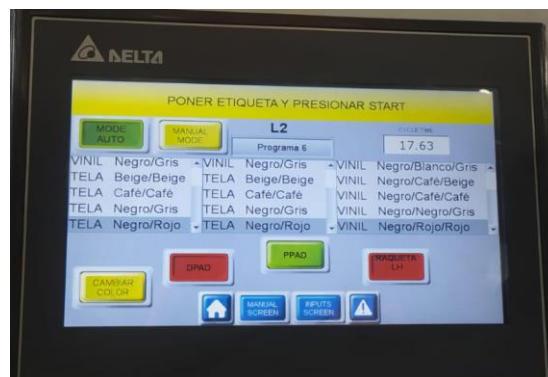 DELTA
PONER ETIQUETA Y PRESIONAR START
MODE AUTO
MANUAL MODE
L2
Programa 6
CYCLE TIME
17.63
VINIL Negro/Gris VINIL Negro/Gris VINIL Negro/Blanco/Gris
TELA Beige/Beige TELA Beige/Beige VINIL Negro/Café/Beige
TELA Café/Café TELA Café/Café VINIL Negro/Café/Café
TELA Negro/Gris TELA Negro/Gris VINIL Negro/Negro/Gris
TELA Negro/Rojo TELA Negro/Rojo VINIL Negro/Rojo/Rojo
CAMBIAR COLOR
DPAD
PPAD
RAQUETA LH
MANUAL SCREEN
INPUTS SCREEN